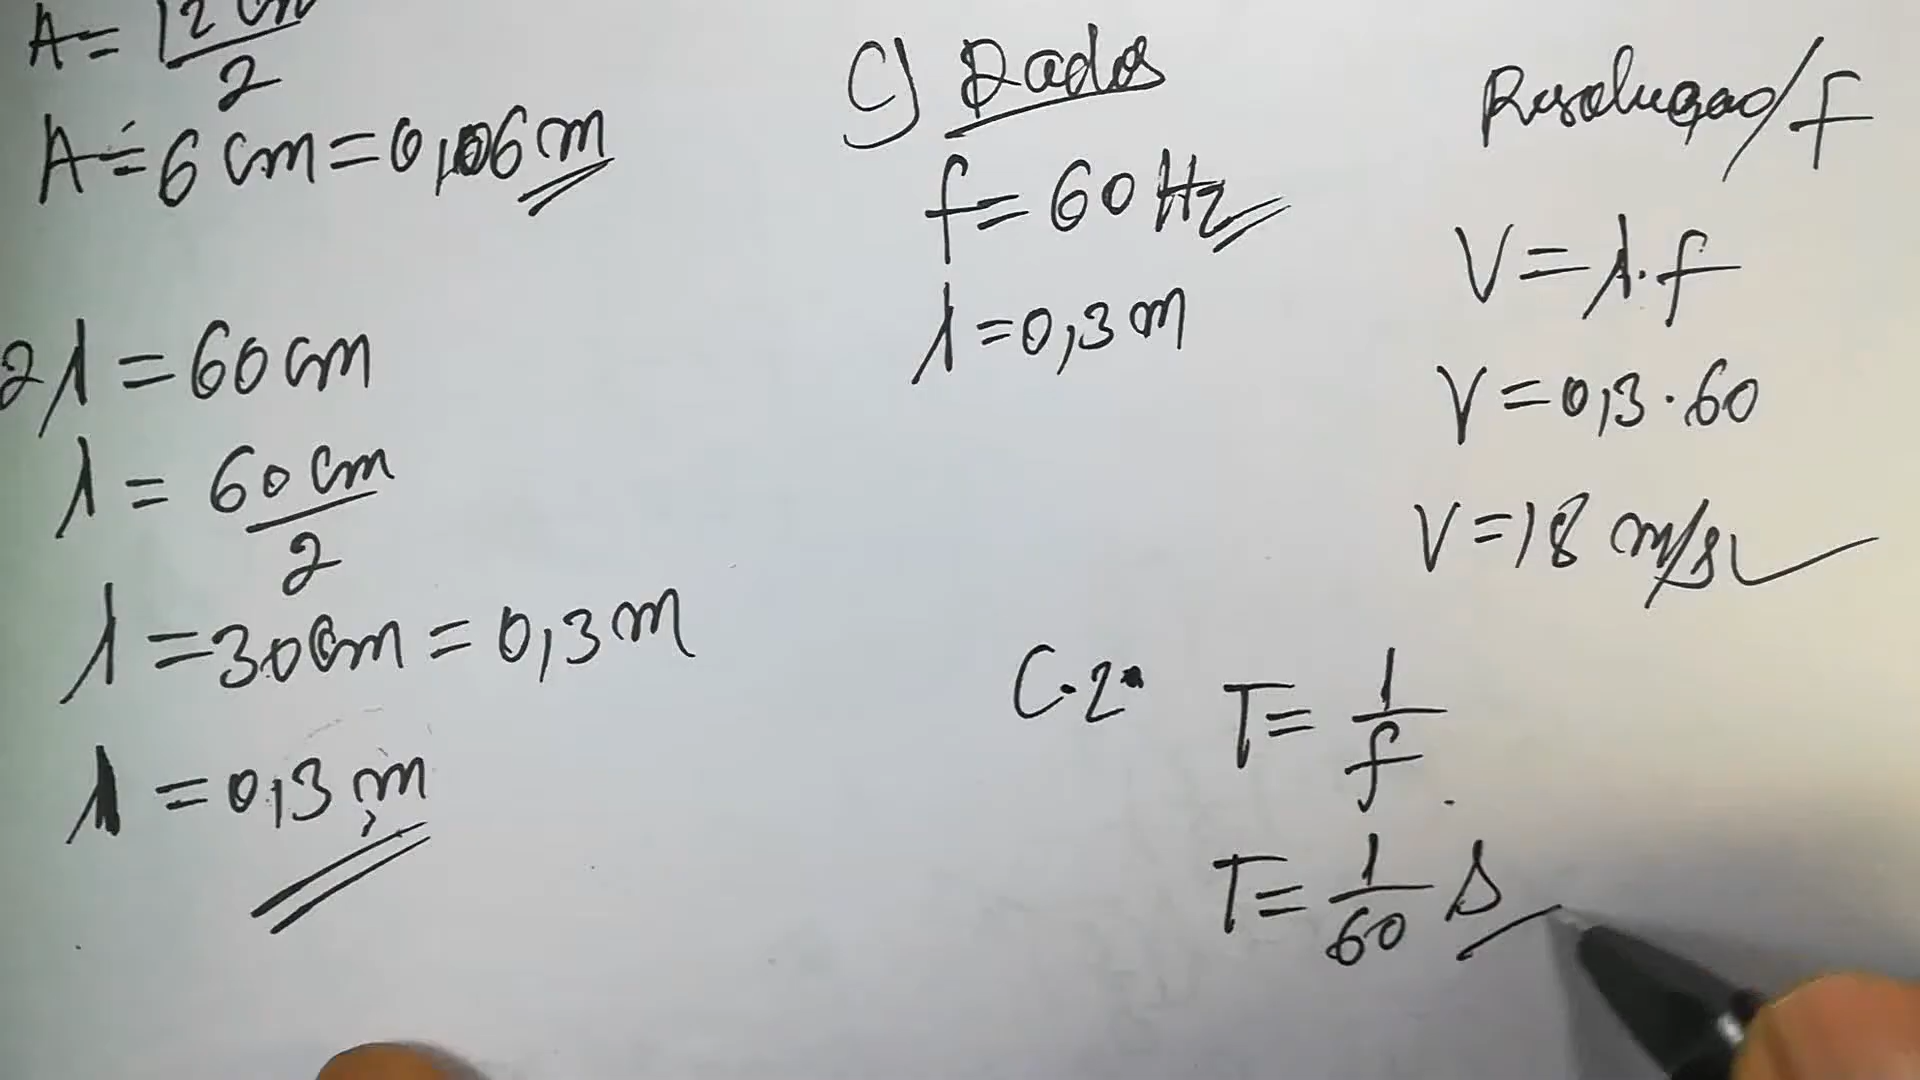 A = 12 cm / 2
A = 6 cm = 0,06 m
2λ = 60 cm
λ = 60 cm / 2
λ = 30 cm = 0,3 m
λ = 0,3 m
C) Dados
f = 60 Hz
λ = 0,3 m
Resolução/F
V = λ . f
V = 0,3 . 60
V = 18 m/s
C.2. T = 1/f
T = 1/60 s